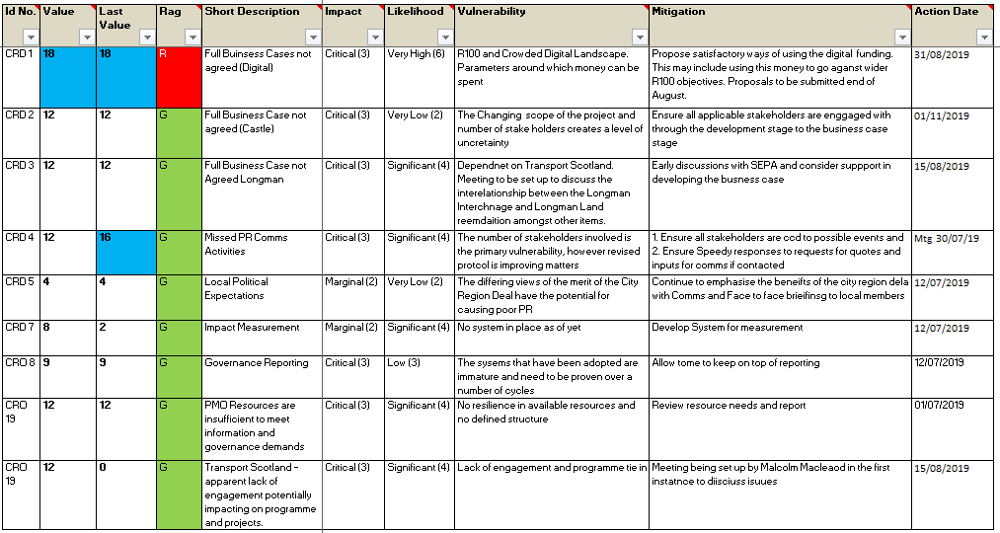 Id No. Value Last Value Rag Short Description Impact Likelihood Vulnerability Mitigation Action Date
CRD 1 18 18 R Full Buinsess Cases not agreed (Digital) Critical (3) Very High (6) R100 and Crowded Digital Landscape. Parameters around which money can be spent Propose satisfactory ways of using the digital funding. This may include using this money to go aganst wider R100 objectives. Proposals to be submitted end of August. 31/08/2019
CRD 2 12 12 G Full Business Case not agreed (Castle) Critical (3) Very Low (2) The Changing scope of the project and number of stake holders creates a level of uncretainty Ensure all applicable stakeholders are enggaged with through the development stage to the business case stage 01/11/2019
CRD 3 12 12 G Full Business Case not Agreed Longman Critical (3) Significant (4) Dependnet on Transport Scotland. Meeting to be set up to discuss the interelationship between the Longman Interchnage and Longman Land reemdaition amongst other items. Early discussions with SEPA and consider suppport in developing the busness case 15/08/2019
CRD 4 12 16 G Missed PR Comms Activities Critical (3) Significant (4) The number of stakeholders involved is the primary vulnerability, however revised protcol is improving matters 1. Ensure all stakeholders are ccd to possible events and 2. Ensure Speedy responses to requests for quotes and inputs for comms if contacted Mtg 30/07/19
CRD 5 4 4 G Local Political Expectations Marginal (2) Very Low (2) The differing views of the merit of the City Region Deal have the potential for causing poor PR Continue to emphasise the beneifts of the city region dela with Comms and Face to face brieifinsg to local members 12/07/2019
CRD 7 8 2 G Impact Measurement Marginal (2) Significant (4) No system in place as of yet Develop System for measurement 12/07/2019
CRO 8 9 9 G Governance Reporting Critical (3) Low (3) The sysems that have been adopted are immature and need to be proven over a number of cycles Allow tome to keep on top of reporting 12/07/2019
CRO 19 12 12 G PMO Resources are insufficient to meet information and governance demands Critical (3) Significant (4) No resilience in available resources and no defined structure Review resource needs and report 01/07/2019
CRO 19 12 0 G Transport Scotland - apparent lack of engagement potentially impacting on programme and projects. Critical (3) Significant (4) Lack of engagement and programme tie in Meeting being set up by Malcolm Macleaod in the first instatnce to diisciuss isuues 15/08/2019